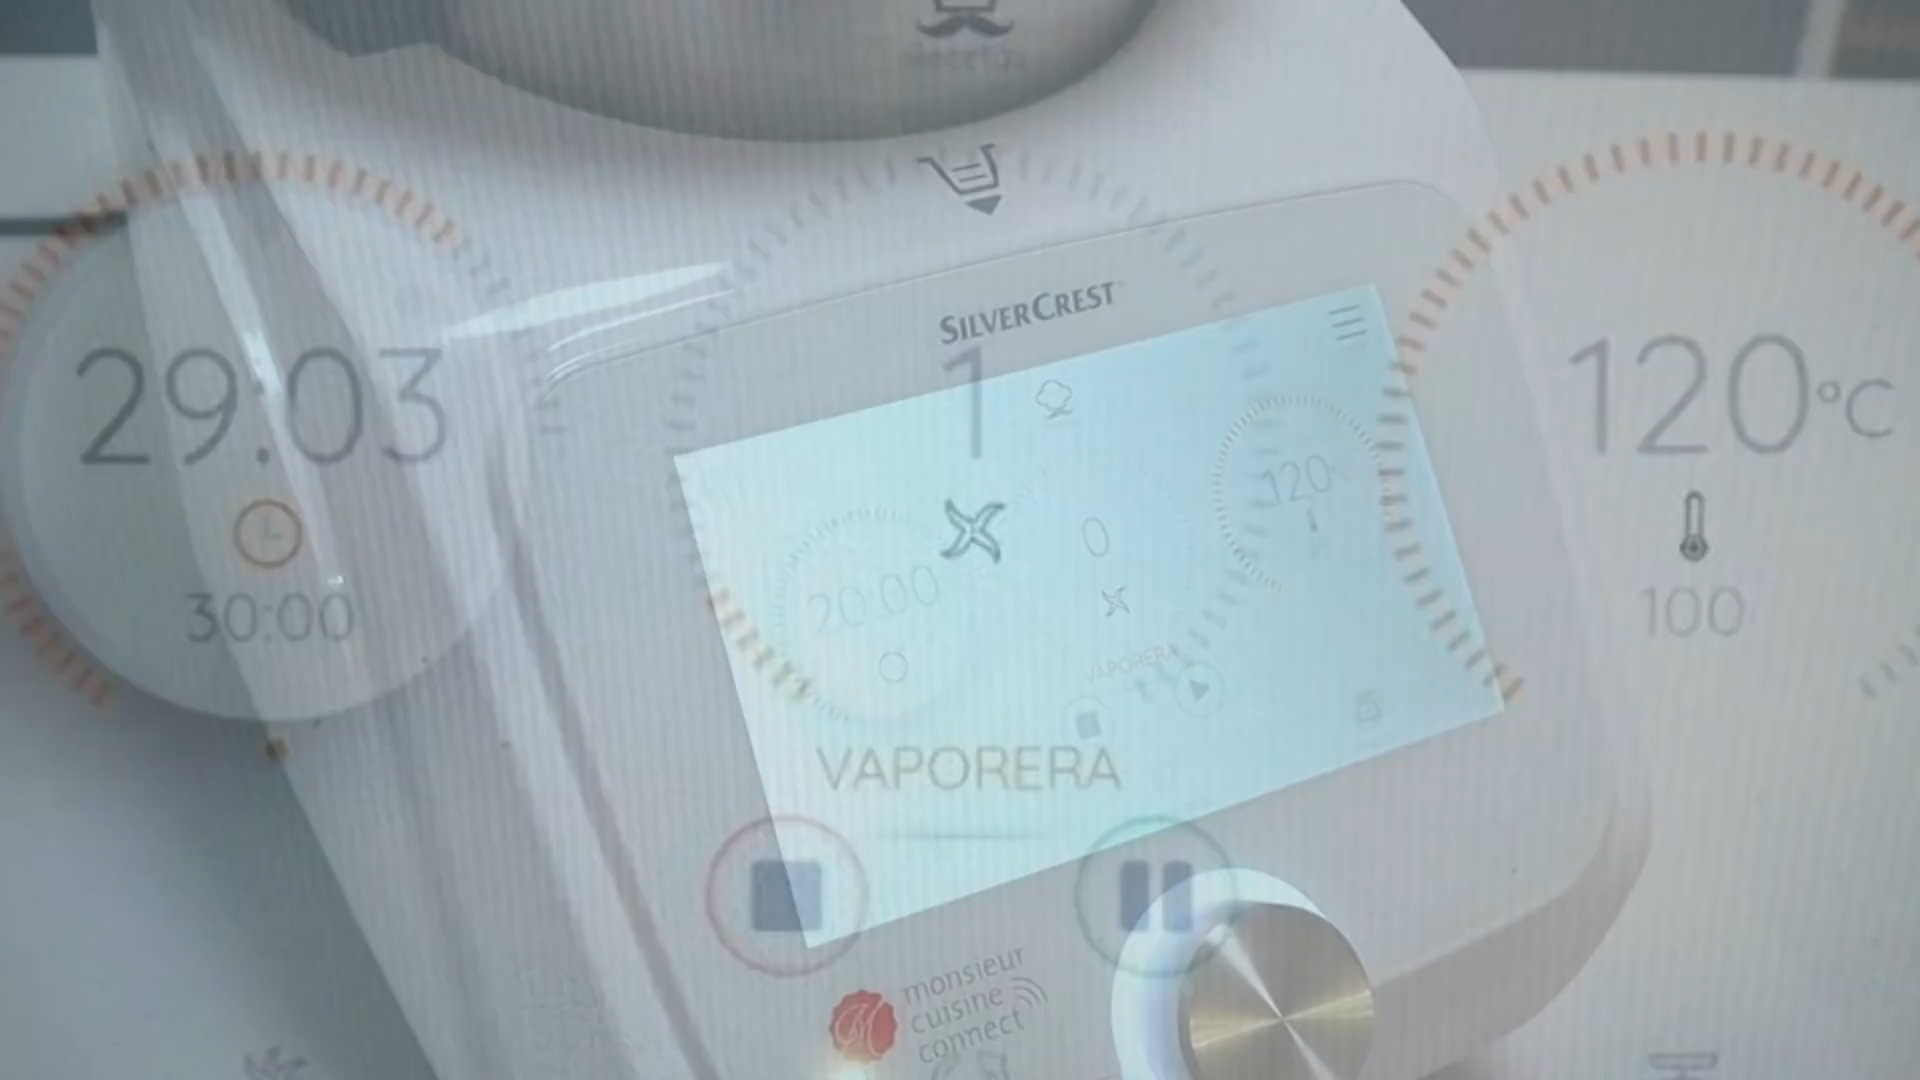 SILVERCREST
29:03
1
120°C
120
0
20:00
30:00
100
VAPORERA
VAPORERA
monsieur
cuisine
connect